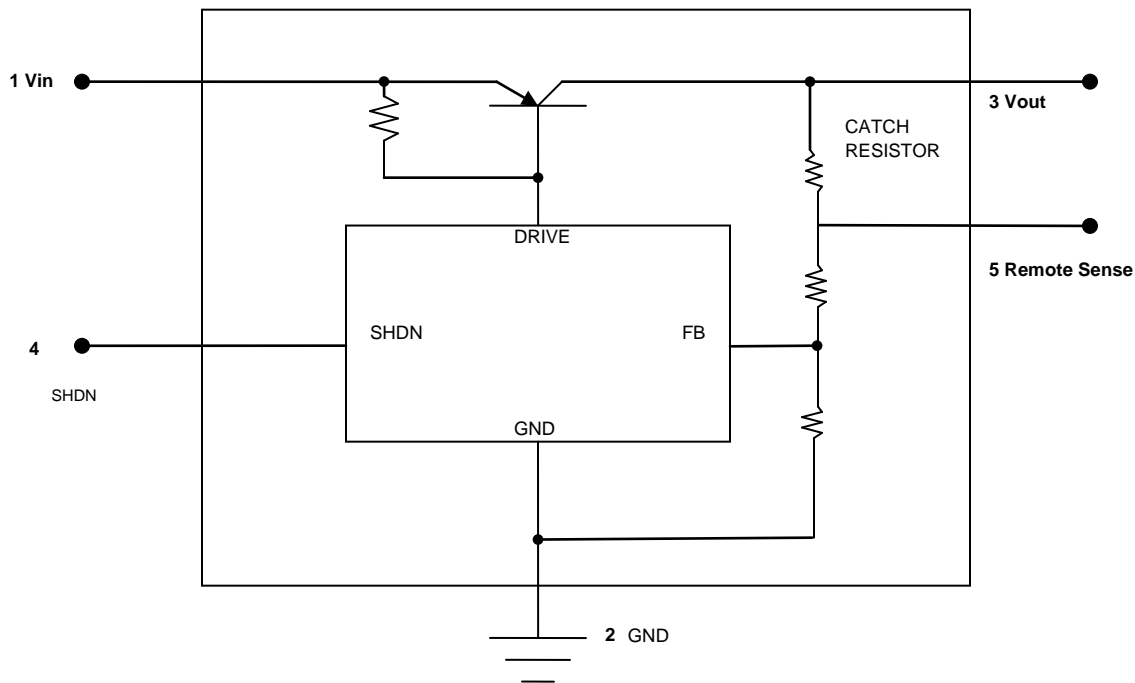 1 Vin
3 Vout
CATCH
RESISTOR
DRIVE
5 Remote Sense
SHDN
FB
4
SHDN
GND
2 GND